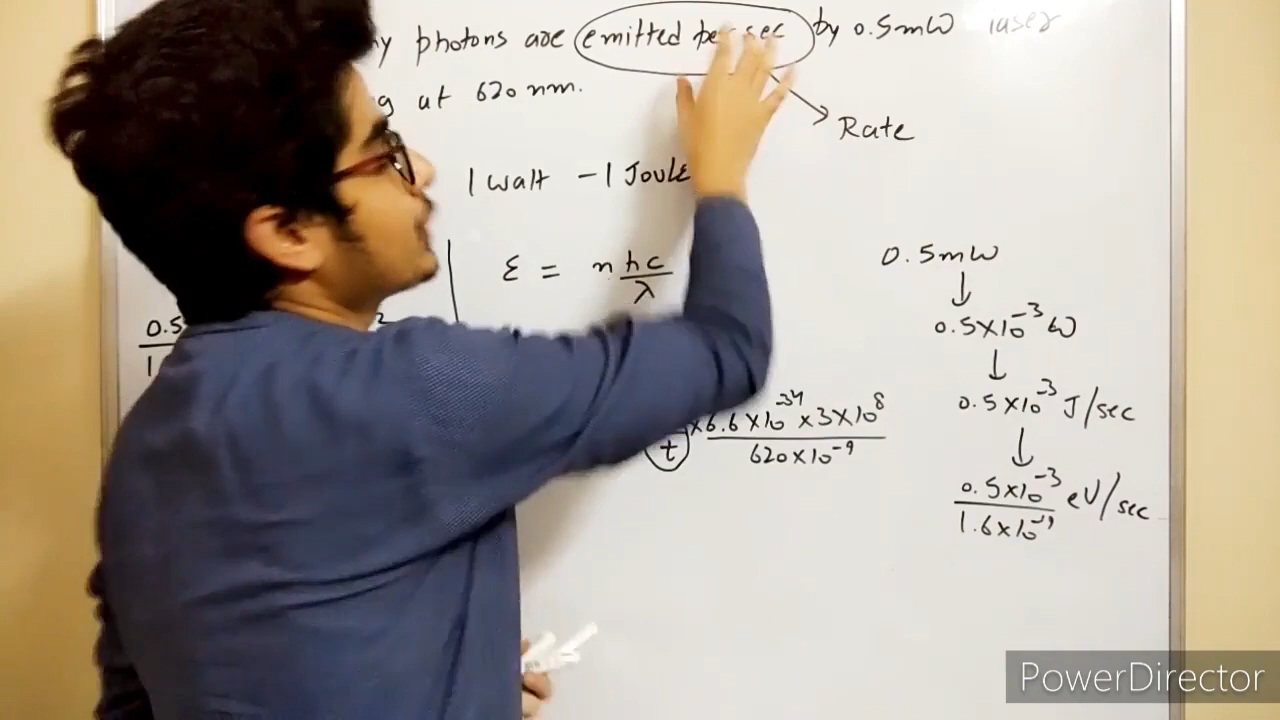 photons are emitted per sec by 0.5mW laser
at 620 nm.
Rate
1 watt - 1 Joule
ε = n hc/λ
0.5mW
↓
0.5×10⁻³ W
↓
0.5×10⁻³ J/sec
↓
0.5×10⁻³/1.6×10⁻¹⁹ eV/sec
0.5
t × 6.6×10⁻³⁴ ×3×10⁸/620×10⁻⁹
PowerDirector